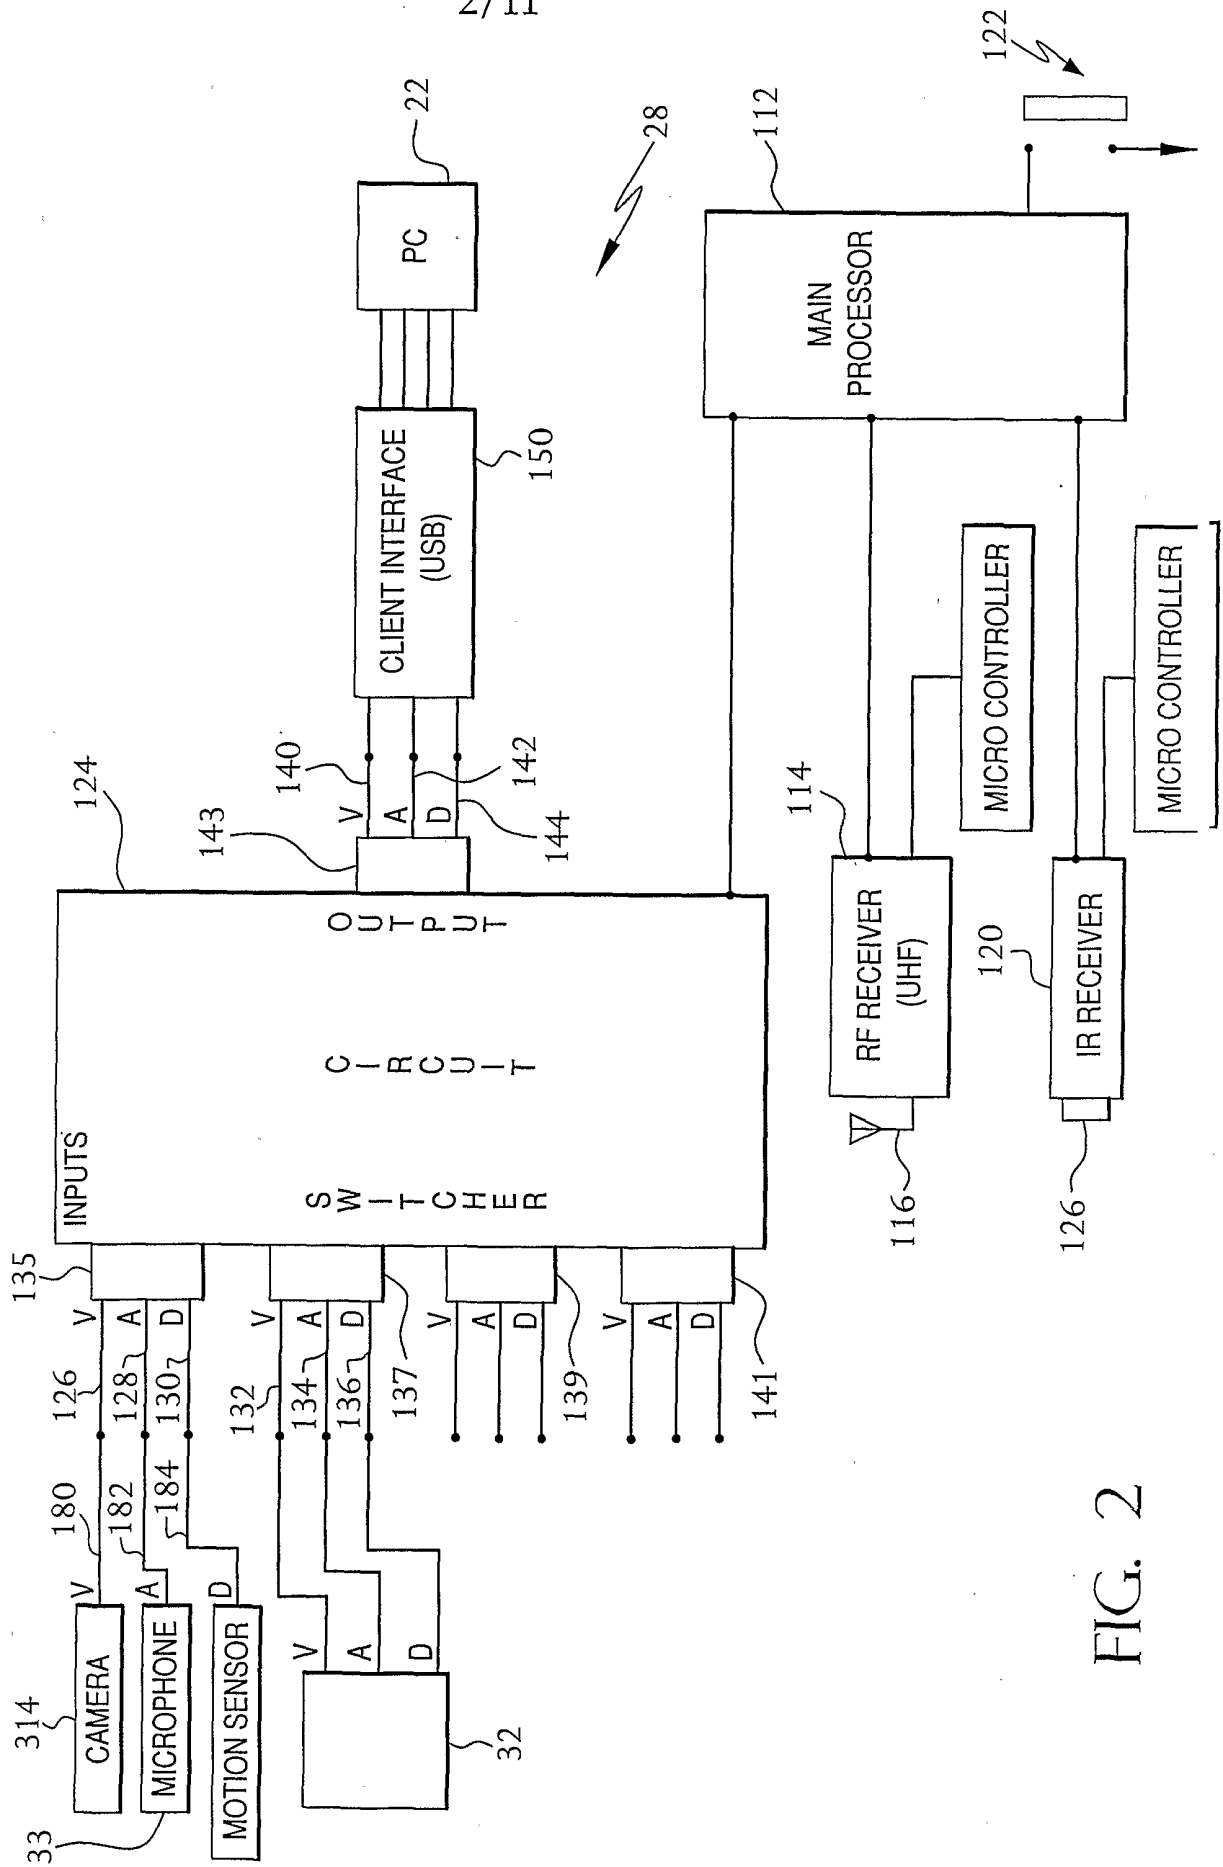 2/11
314
CAMERA
V
180
126
V
135
INPUTS
33
MICROPHONE
A
182
128
A
MOTION SENSOR
D
184
130
D
32
V
A
D
132
134
136
V
A
D
137
V
A
D
139
V
A
D
141
SWITCHER
CIRCUIT
OUTPUT
124
143
V
A
D
140
142
144
CLIENT INTERFACE
(USB)
150
PC
22
28
116
RF RECEIVER
(UHF)
114
MICRO CONTROLLER
126
IR RECEIVER
120
MICRO CONTROLLER
MAIN
PROCESSOR
112
122
FIG. 2